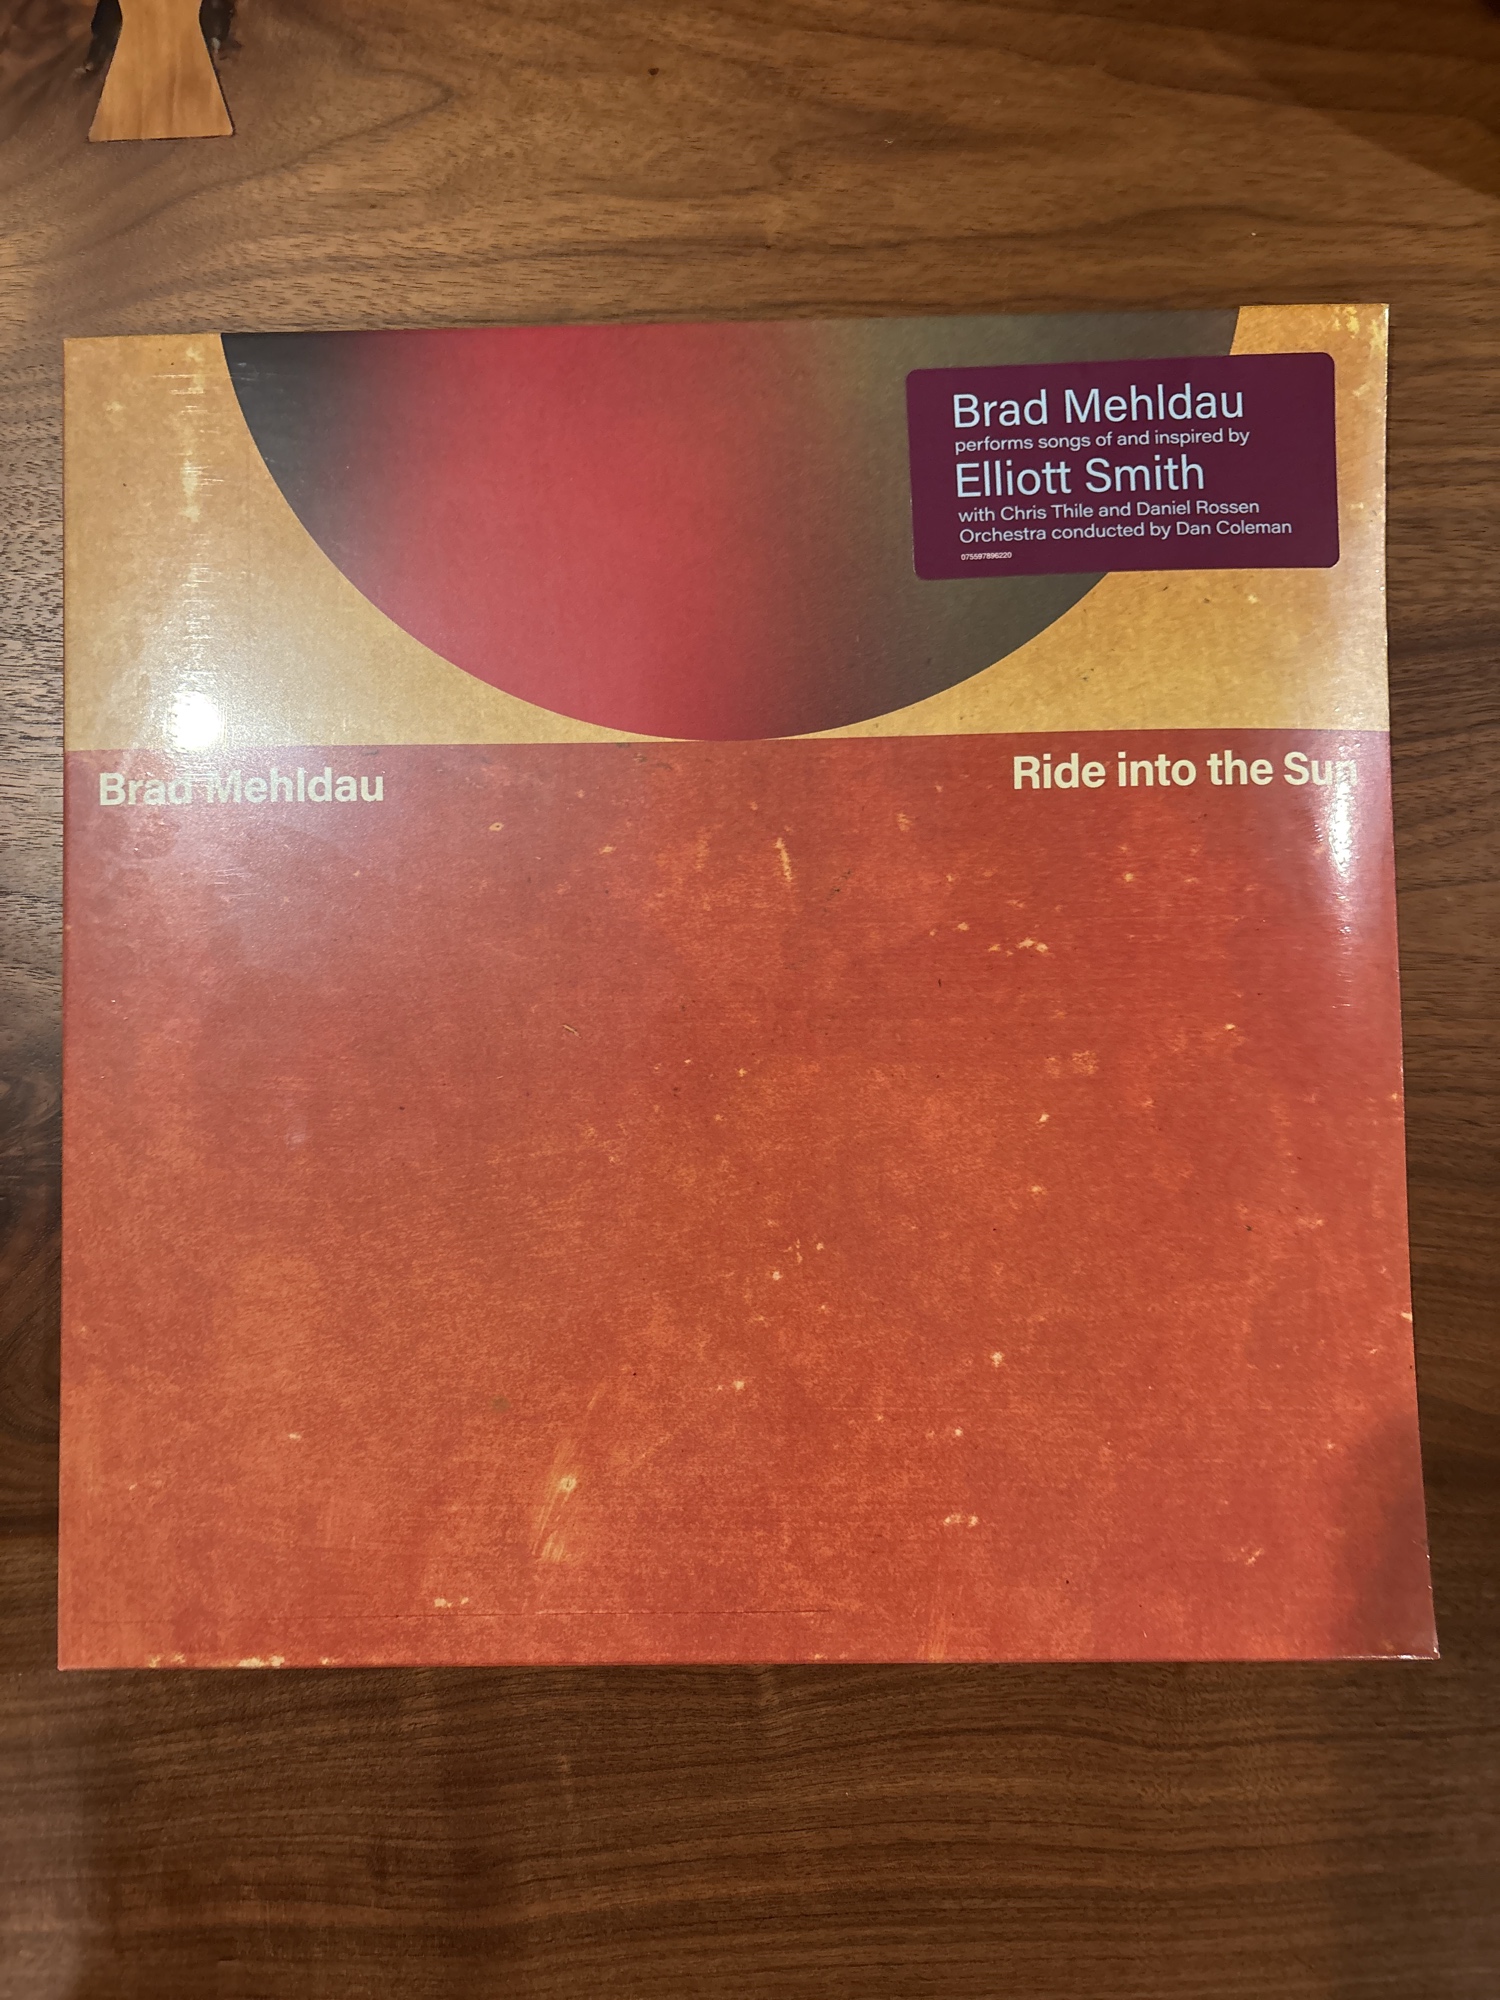 Brad Mehldau
performs songs of and inspired by
Elliott Smith
with Chris Thile and Daniel Rossen
Orchestra conducted by Dan Coleman
075597896220
Brad Mehldau
Ride into the Sun